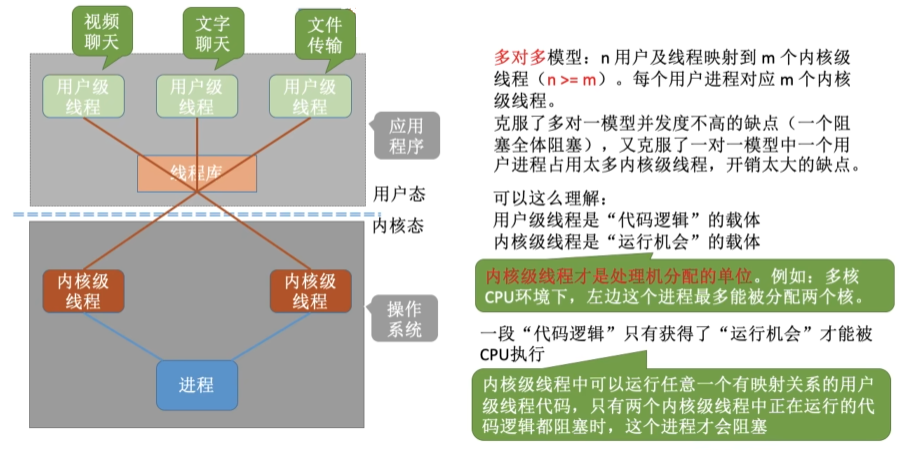 视频
聊天
文字
聊天
文件
传输
用户级
线程
用户级
线程
用户级
线程
应用
程序
线程库
用户态
内核态
内核级
线程
内核级
线程
操作
系统
进程
多对多模型：n 用户及线程映射到 m 个内核级
线程（n >= m）。每个用户进程对应 m 个内核
级线程。
克服了多对一模型并发度不高的缺点（一个阻
塞全体阻塞），又克服了一对一模型中一个用
户进程占用太多内核级线程，开销太大的缺点。
可以这么理解：
用户级线程是“代码逻辑”的载体
内核级线程是“运行机会”的载体
内核级线程才是处理机分配的单位。例如：多核
CPU环境下，左边这个进程最多能被分配两个核。
一段“代码逻辑”只有获得了“运行机会”才能被
CPU执行
内核级线程中可以运行任意一个有映射关系的用户
级线程代码，只有两个内核级线程中正在运行的代
码逻辑都阻塞时，这个进程才会阻塞